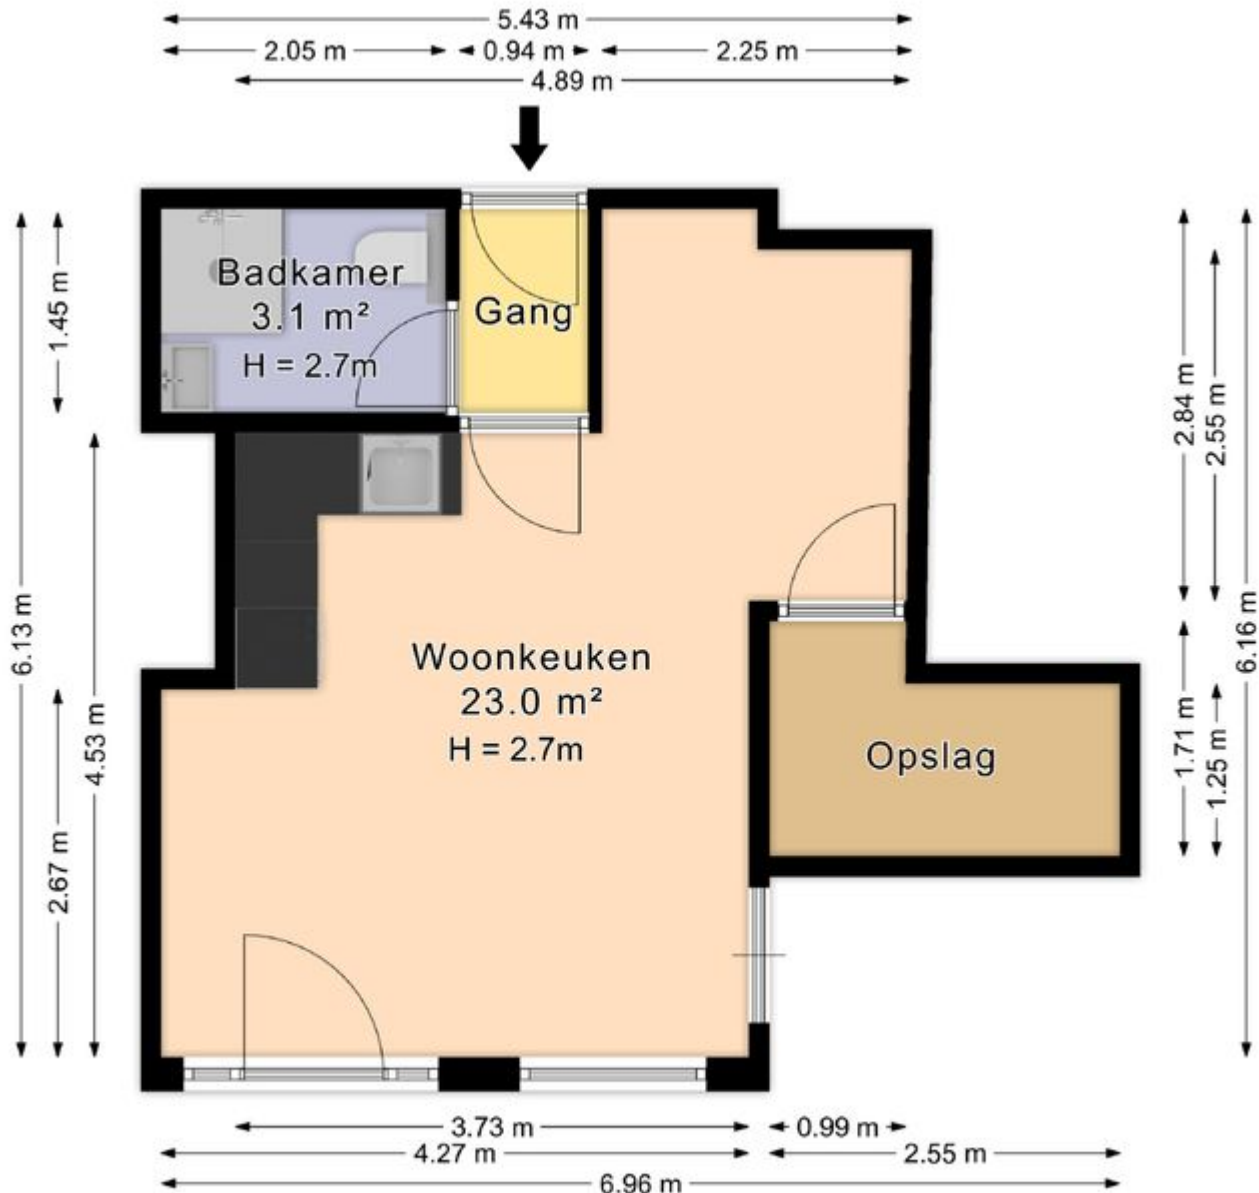 5.43 m
2.05 m
0.94 m
2.25 m
4.89 m
Badkamer
3.1 m²
H = 2.7m
Gang
1.45 m
6.13 m
4.53 m
2.67 m
2.84 m
2.55 m
6.16 m
1.71 m
1.25 m
Woonkeuken
23.0 m²
H = 2.7m
Opslag
3.73 m
0.99 m
4.27 m
2.55 m
6.96 m